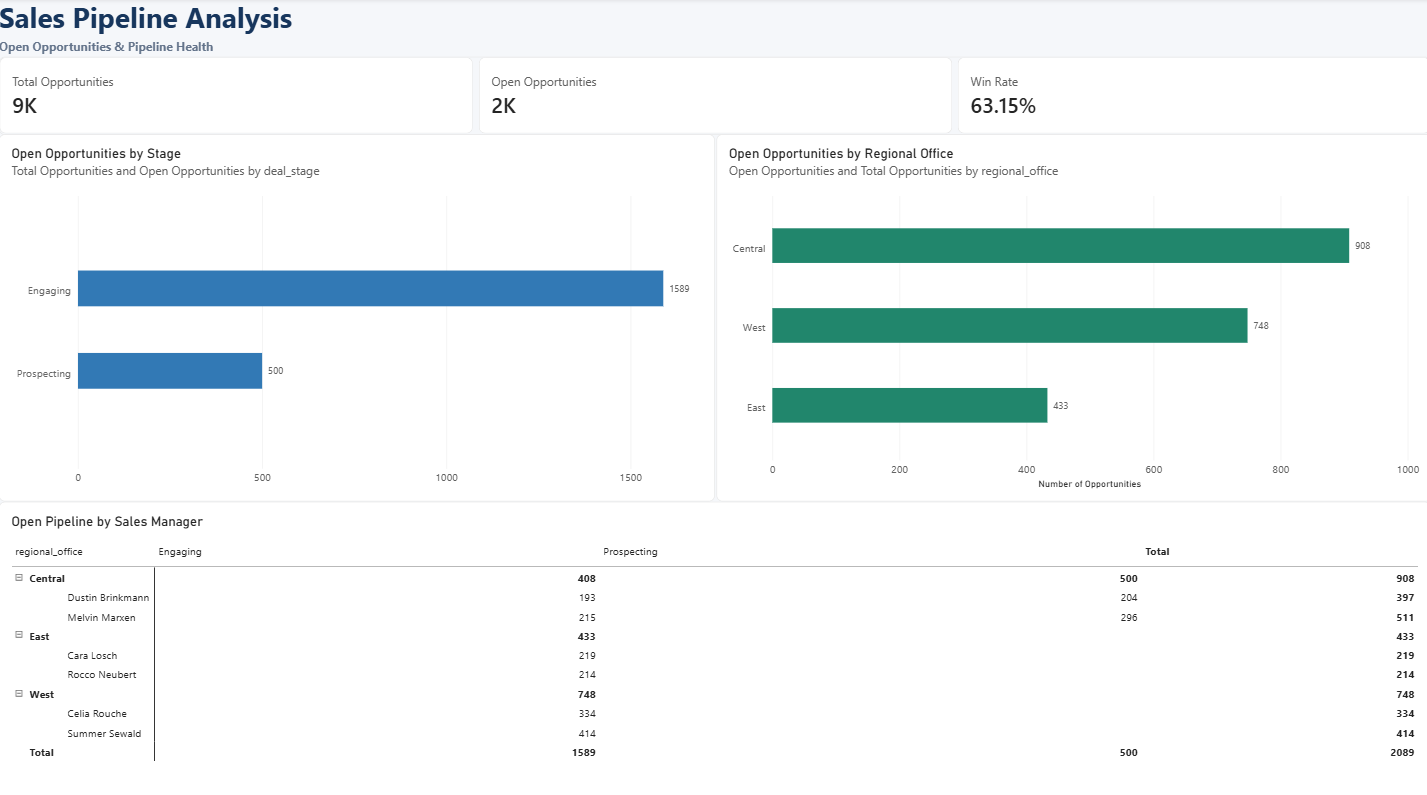 Sales Pipeline Analysis
Open Opportunities & Pipeline Health
Total Opportunities
9K
Open Opportunities
2K
Win Rate
63.15%
Open Opportunities by Stage
Total Opportunities and Open Opportunities by deal_stage
Engaging 1589
Prospecting 500
0 500 1000 1500
Open Opportunities by Regional Office
Open Opportunities and Total Opportunities by regional_office
Central 908
West 748
East 433
0 200 400 600 800 1000
Number of Opportunities
Open Pipeline by Sales Manager
regional_office Engaging Prospecting Total
Central 408 500 908
Dustin Brinkmann 193 204 397
Melvin Marxen 215 296 511
East 433 433
Cara Losch 219 219
Rocco Neubert 214 214
West 748 748
Celia Rouche 334 334
Summer Sewald 414 414
Total 1589 500 2089